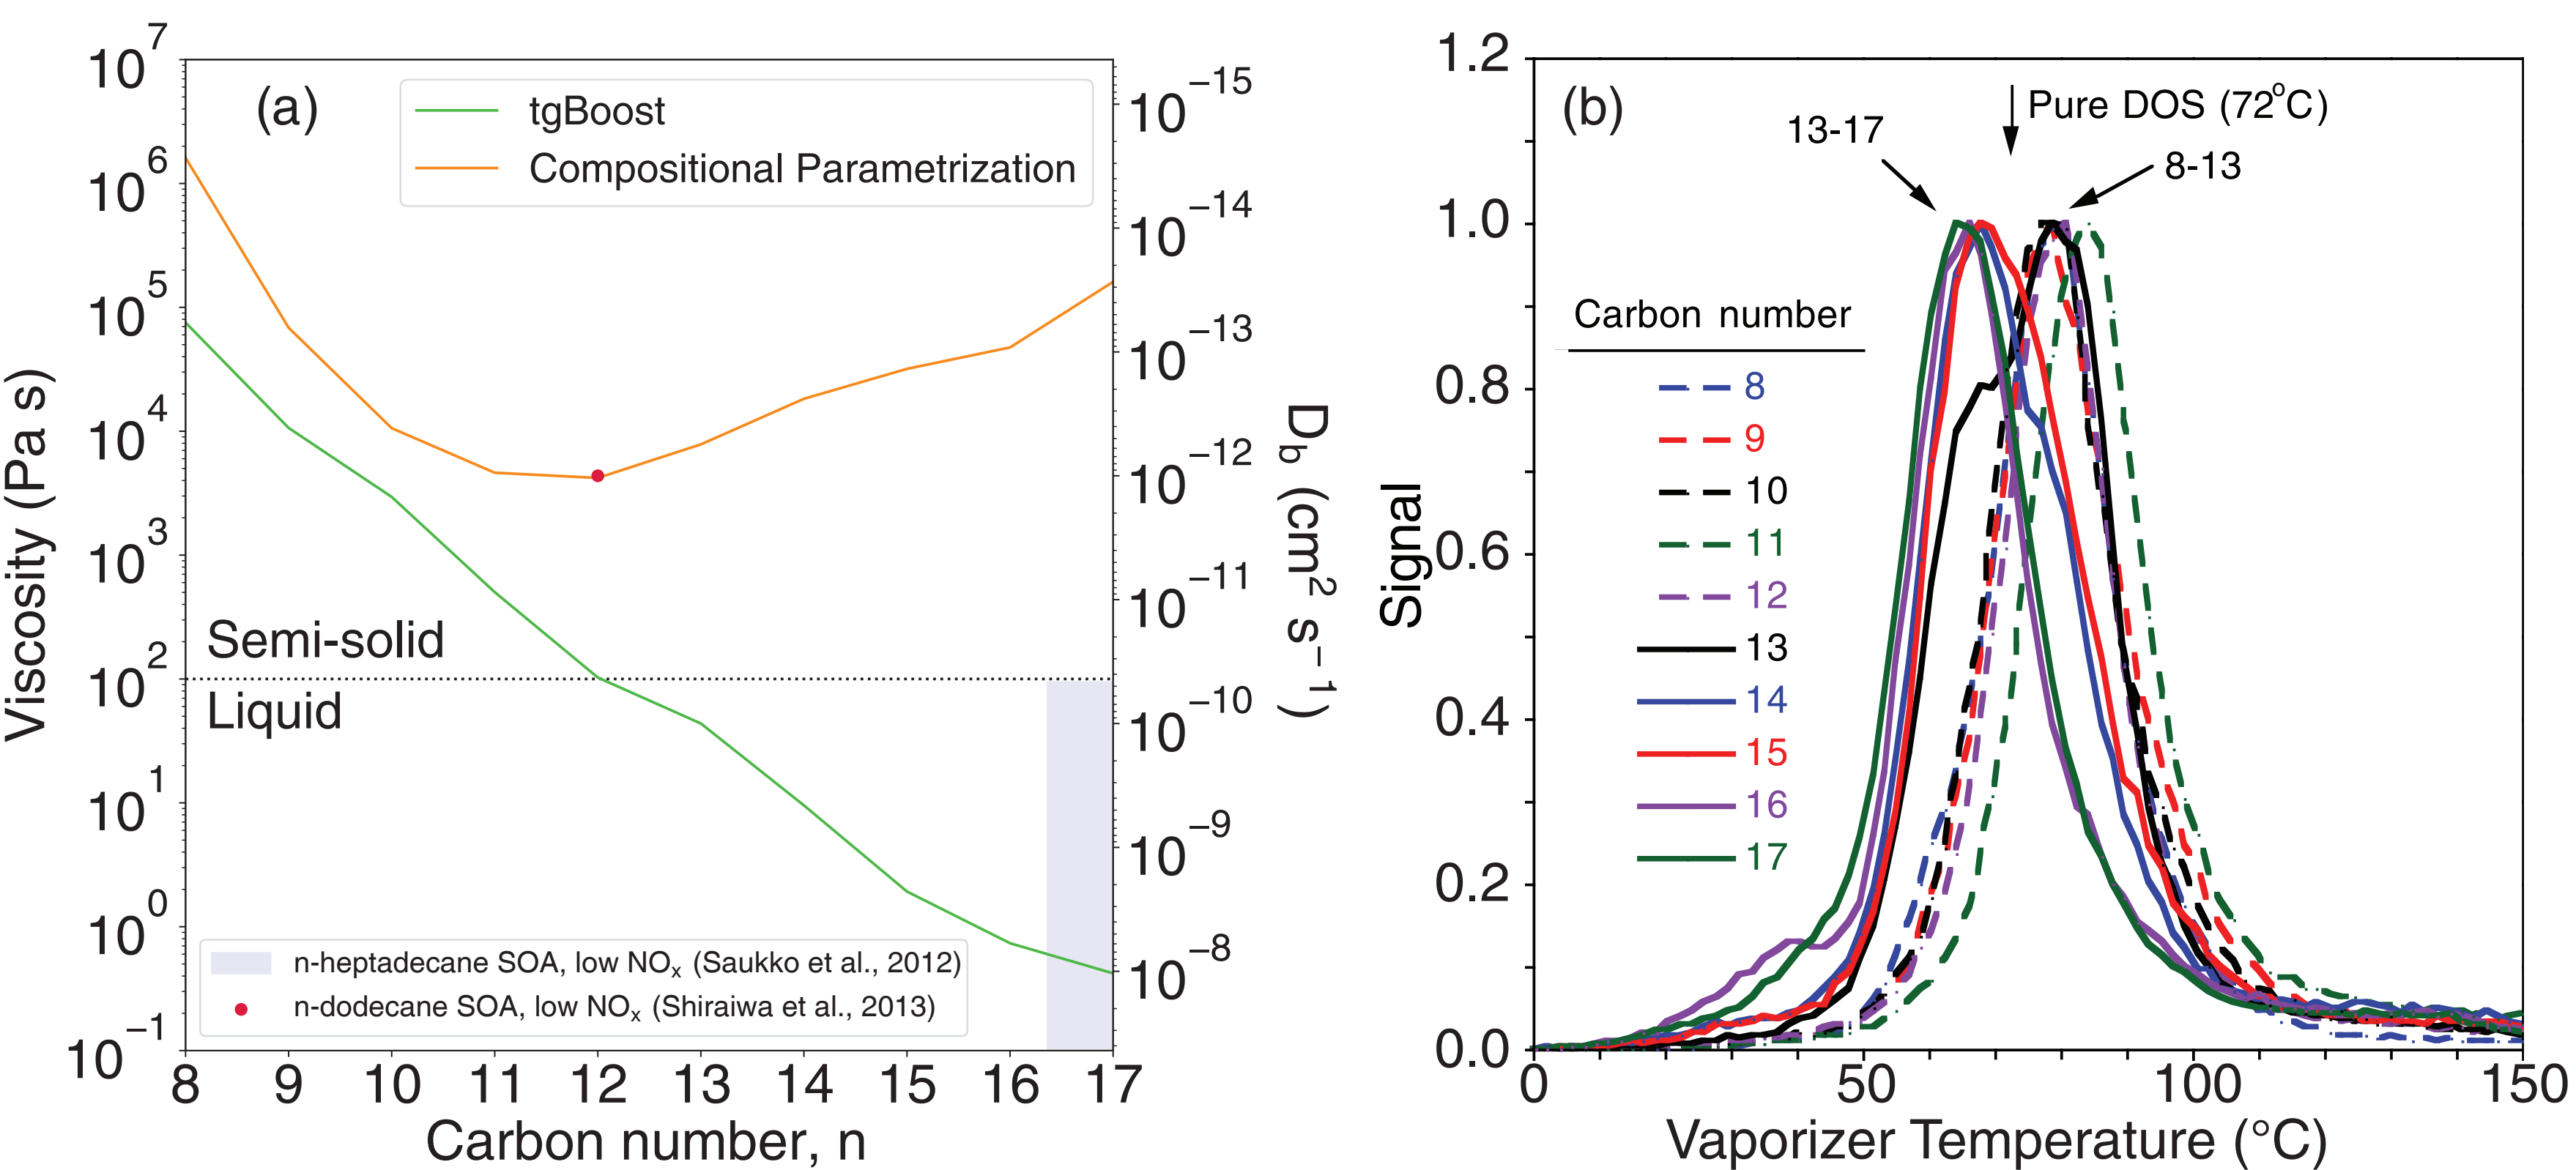 (a)
tgBoost
Compositional Parametrization
10^7
10^6
10^5
10^4
10^3
10^2
10^1
10^0
10^−1
Viscosity (Pa s)
Semi-solid
Liquid
n-heptadecane SOA, low NOₓ (Saukko et al., 2012)
n-dodecane SOA, low NOₓ (Shiraiwa et al., 2013)
8 9 10 11 12 13 14 15 16 17
Carbon number, n
10^−15
10^−14
10^−13
10^−12
10^−11
10^−10
10^−9
10^−8
D_b (cm² s⁻¹)
(b)
Pure DOS (72°C)
13-17
8-13
Carbon number
8
9
10
11
12
13
14
15
16
17
1.2
1.0
0.8
0.6
0.4
0.2
0.0
Signal
0 50 100 150
Vaporizer Temperature (°C)